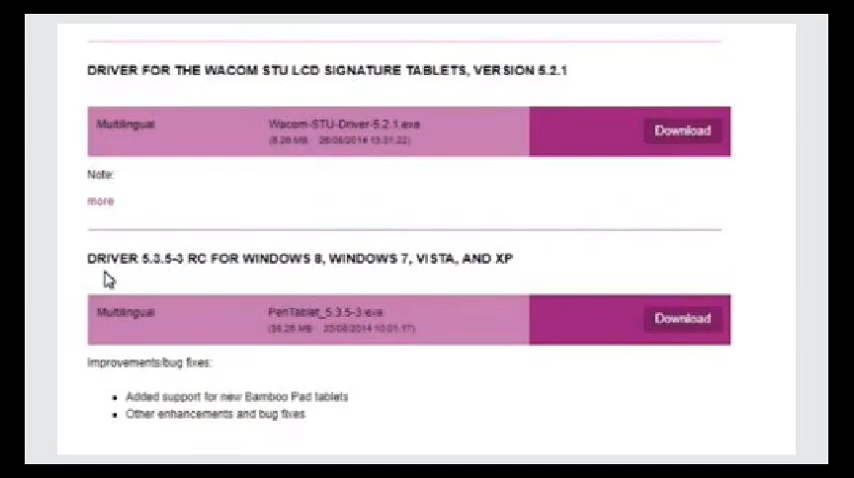 DRIVER FOR THE WACOM STU LCD SIGNATURE TABLETS, VERSION 5.2.1
Multilingual
Wacom-STU-Driver-5.2.1.exe
Download
Note:
more
DRIVER 5.3.5-3 RC FOR WINDOWS 8, WINDOWS 7, VISTA, AND XP
Multilingual
PenTablet_5.3.5-3.exe
Download
Improvements/bug fixes:
Added support for new Bamboo Pad tablets
Other enhancements and bug fixes